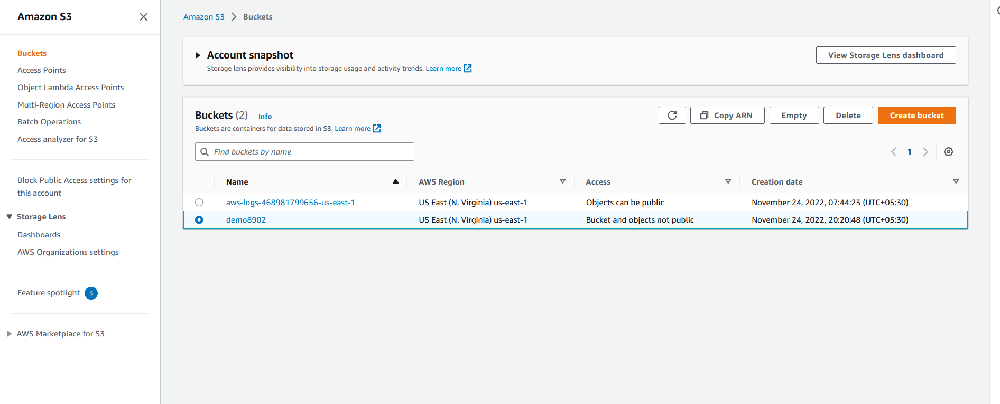 Amazon S3
Buckets
Access Points
Object Lambda Access Points
Multi-Region Access Points
Batch Operations
Access analyzer for S3
Block Public Access settings for
this account
Storage Lens
Dashboards
AWS Organizations settings
Feature spotlight 3
AWS Marketplace for S3
Amazon S3 Buckets
Account snapshot
Storage lens provides visibility into storage usage and activity trends. Learn more
View Storage Lens dashboard
Buckets (2) Info
Buckets are containers for data stored in S3. Learn more
Copy ARN Empty Delete Create bucket
Find buckets by name
1
Name AWS Region Access Creation date
aws-logs-468981799656-us-east-1 US East (N. Virginia) us-east-1 Objects can be public November 24, 2022, 07:44:23 (UTC+05:30)
demo8902 US East (N. Virginia) us-east-1 Bucket and objects not public November 24, 2022, 20:20:48 (UTC+05:30)